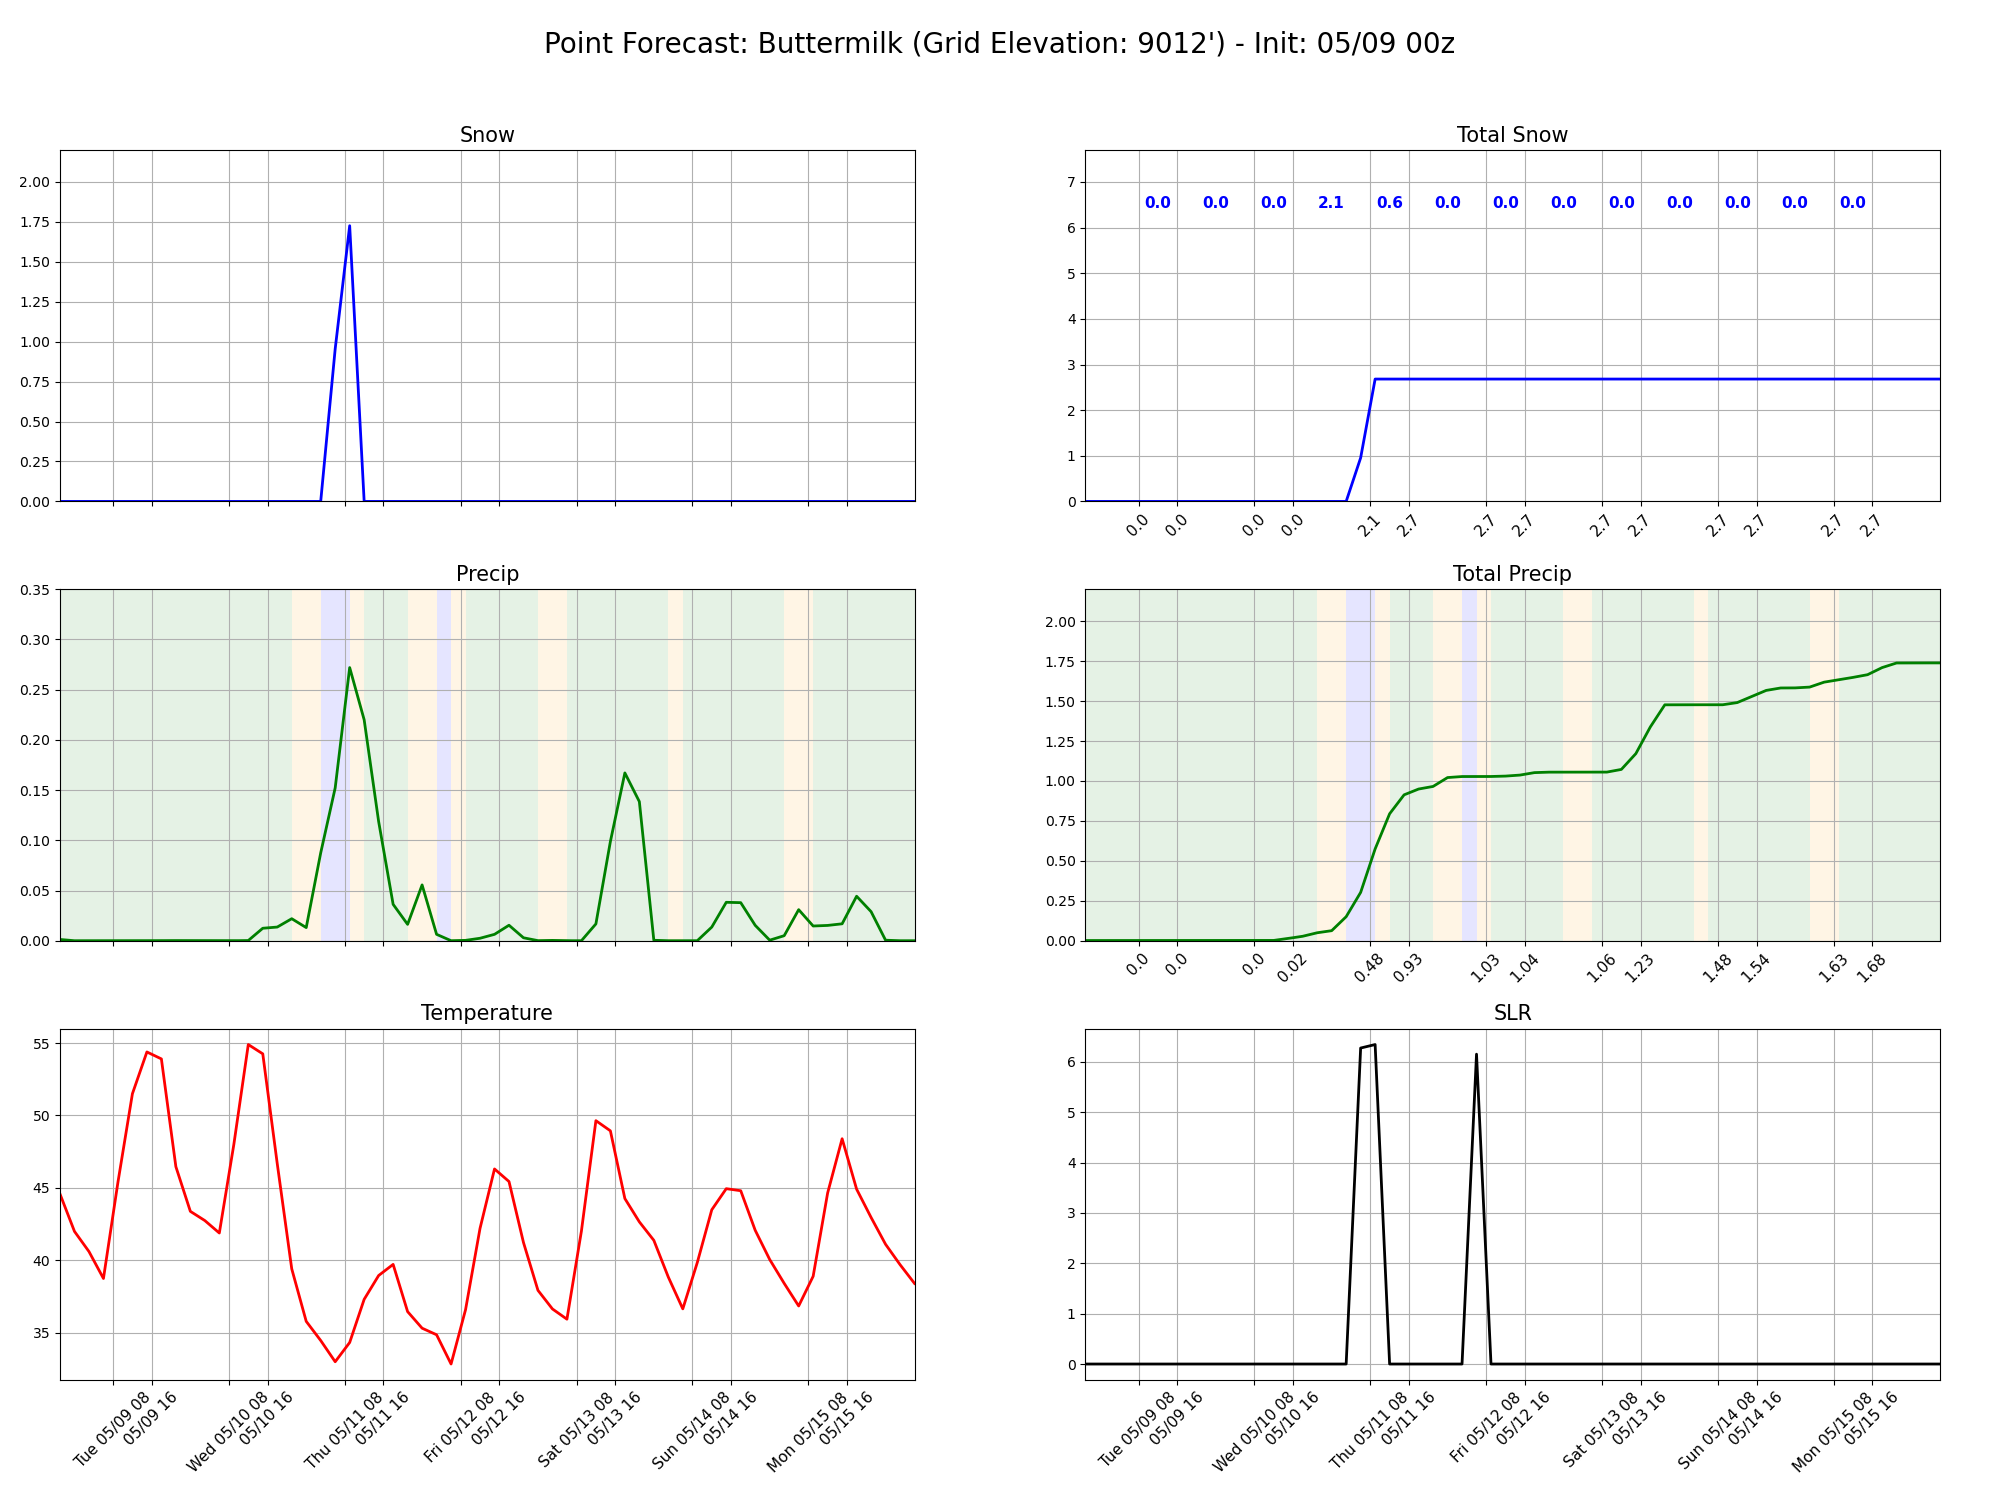 Point Forecast: Buttermilk (Grid Elevation: 9012') - Init: 05/09 00z
Snow
2.00
1.75
1.50
1.25
1.00
0.75
0.50
0.25
0.00
Total Snow
7
6
5
4
3
2
1
0
0.0 0.0 0.0 2.1 0.6 0.0 0.0 0.0 0.0 0.0 0.0 0.0 0.0
0.0 0.0 0.0 0.0 2.1 2.7 2.7 2.7 2.7 2.7 2.7 2.7 2.7 2.7
Precip
0.35
0.30
0.25
0.20
0.15
0.10
0.05
0.00
Total Precip
2.00
1.75
1.50
1.25
1.00
0.75
0.50
0.25
0.00
0.0 0.0 0.0 0.02 0.48 0.93 1.03 1.04 1.06 1.23 1.48 1.54 1.63 1.68
Temperature
55
50
45
40
35
Tue 05/09 08
05/09 16
Wed 05/10 08
05/10 16
Thu 05/11 08
05/11 16
Fri 05/12 08
05/12 16
Sat 05/13 08
05/13 16
Sun 05/14 08
05/14 16
Mon 05/15 08
05/15 16
SLR
6
5
4
3
2
1
0
Tue 05/09 08
05/09 16
Wed 05/10 08
05/10 16
Thu 05/11 08
05/11 16
Fri 05/12 08
05/12 16
Sat 05/13 08
05/13 16
Sun 05/14 08
05/14 16
Mon 05/15 08
05/15 16